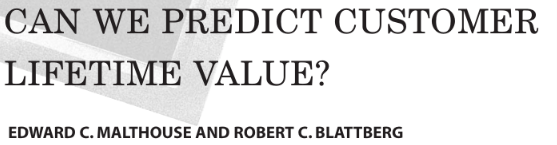 CAN WE PREDICT CUSTOMER
LIFETIME VALUE?
EDWARD C. MALTHOUSE AND ROBERT C. BLATTBERG